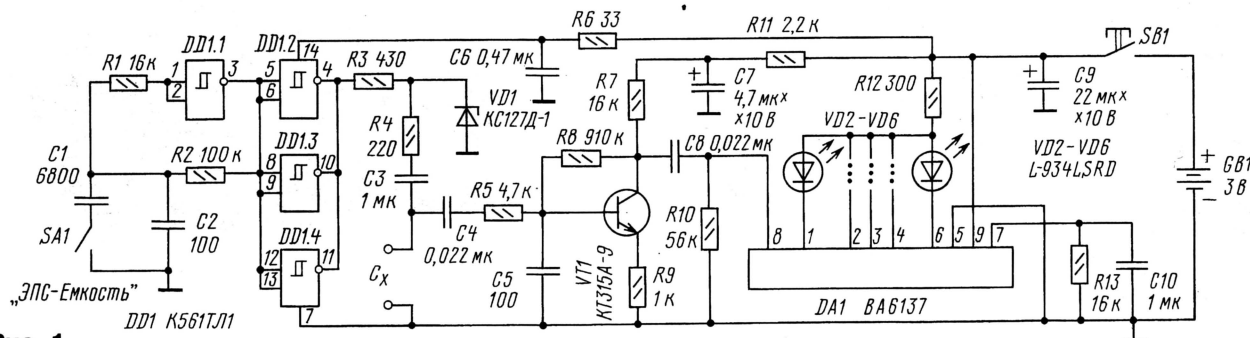 R6 33
R11 2,2 к
SB1
DD1.1
DD1.2
14
R1 16к
1
2
3
5
6
4
R3 430
C6 0,47 мк
R7
16 к
+
C7
4,7 мк×
×10 В
R12 300
+
C9
22 мк×
×10 В
VD1
КС127Д-1
R4
220
R8 910 к
VD2-VD6
C8 0,022 мк
VD2-VD6
L-934LSRD
+
GB1
3 В
−
C1
6800
R2 100 к
DD1.3
8
9
10
C3
1 мк
R5 4,7 к
SA1
C2
100
DD1.4
12
13
11
C4
0,022 мк
Cх
R10
56 к
8
1
2
3
4
6
5
9
7
„ЭПС-Емкость"
C5
100
VT1
КТ315А-9
R9
1 к
R13
16 к
C10
1 мк
DD1 К561ТЛ1
7
DA1 BA6137